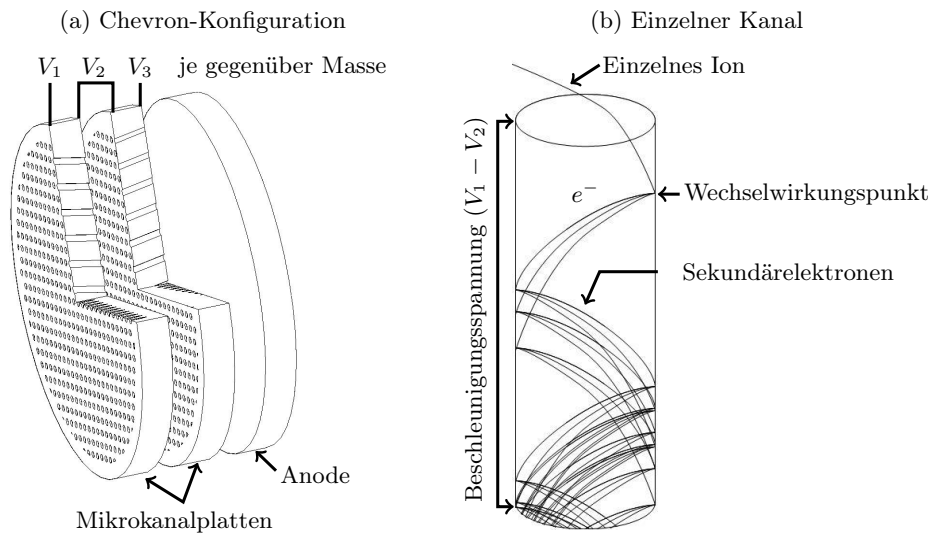 (a) Chevron-Konfiguration
V₁ V₂ V₃ je gegenüber Masse
Anode
Mikrokanalplatten
(b) Einzelner Kanal
Einzelnes Ion
Beschleunigungsspannung (V₁ − V₂)
e⁻
Wechselwirkungspunkt
Sekundärelektronen